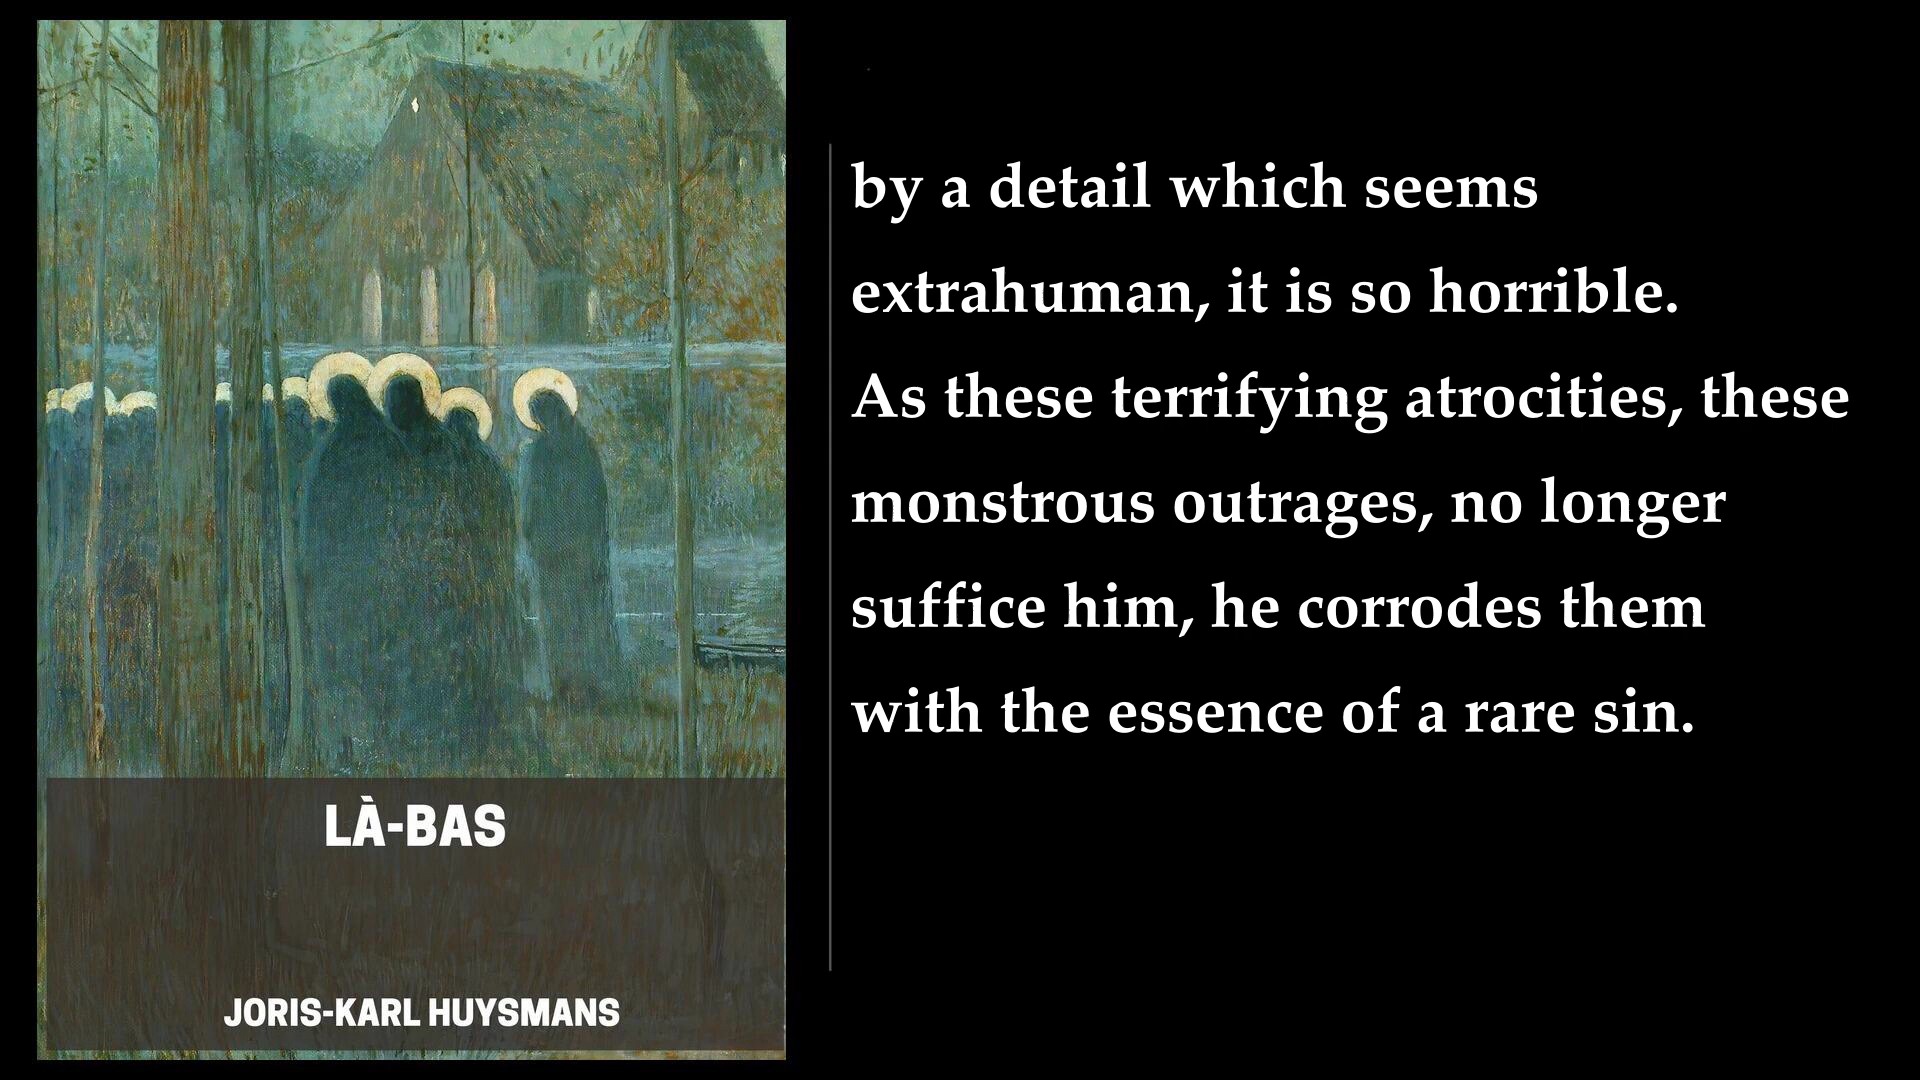 LÀ-BAS
JORIS-KARL HUYSMANS
by a detail which seems
extrahuman, it is so horrible.
As these terrifying atrocities, these
monstrous outrages, no longer
suffice him, he corrodes them
with the essence of a rare sin.